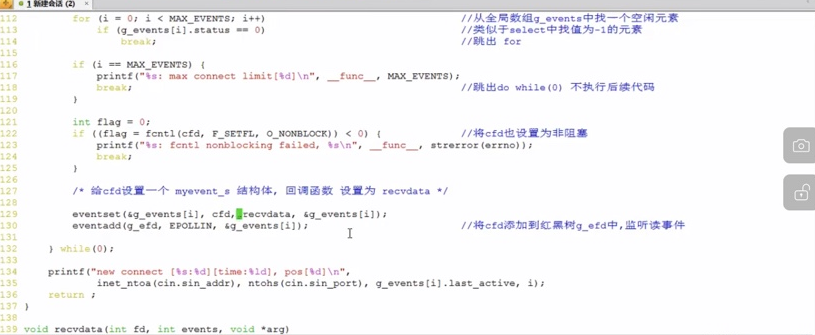 1 新建会话 (2)
112 for (i = 0; i < MAX_EVENTS; i++) //从全局数组g_events中找一个空闲元素
113 if (g_events[i].status == 0) //类似于select中找值为-1的元素
114 break; //跳出 for
115
116 if (i == MAX_EVENTS) {
117 printf("%s: max connect limit[%d]\n", __func__, MAX_EVENTS);
118 break; //跳出do while(0) 不执行后续代码
119 }
120
121 int flag = 0;
122 if ((flag = fcntl(cfd, F_SETFL, O_NONBLOCK)) < 0) { //将cfd也设置为非阻塞
123 printf("%s: fcntl nonblocking failed, %s\n", __func__, strerror(errno));
124 break;
125 }
126
127 /* 给cfd设置一个 myevent_s 结构体, 回调函数 设置为 recvdata */
128
129 eventset(&g_events[i], cfd, recvdata, &g_events[i]);
130 eventadd(g_efd, EPOLLIN, &g_events[i]); //将cfd添加到红黑树g_efd中,监听读事件
131
132 } while(0);
133
134 printf("new connect [%s:%d][time:%ld], pos[%d]\n",
135 inet_ntoa(cin.sin_addr), ntohs(cin.sin_port), g_events[i].last_active, i);
136 return ;
137 }
138
139 void recvdata(int fd, int events, void *arg)